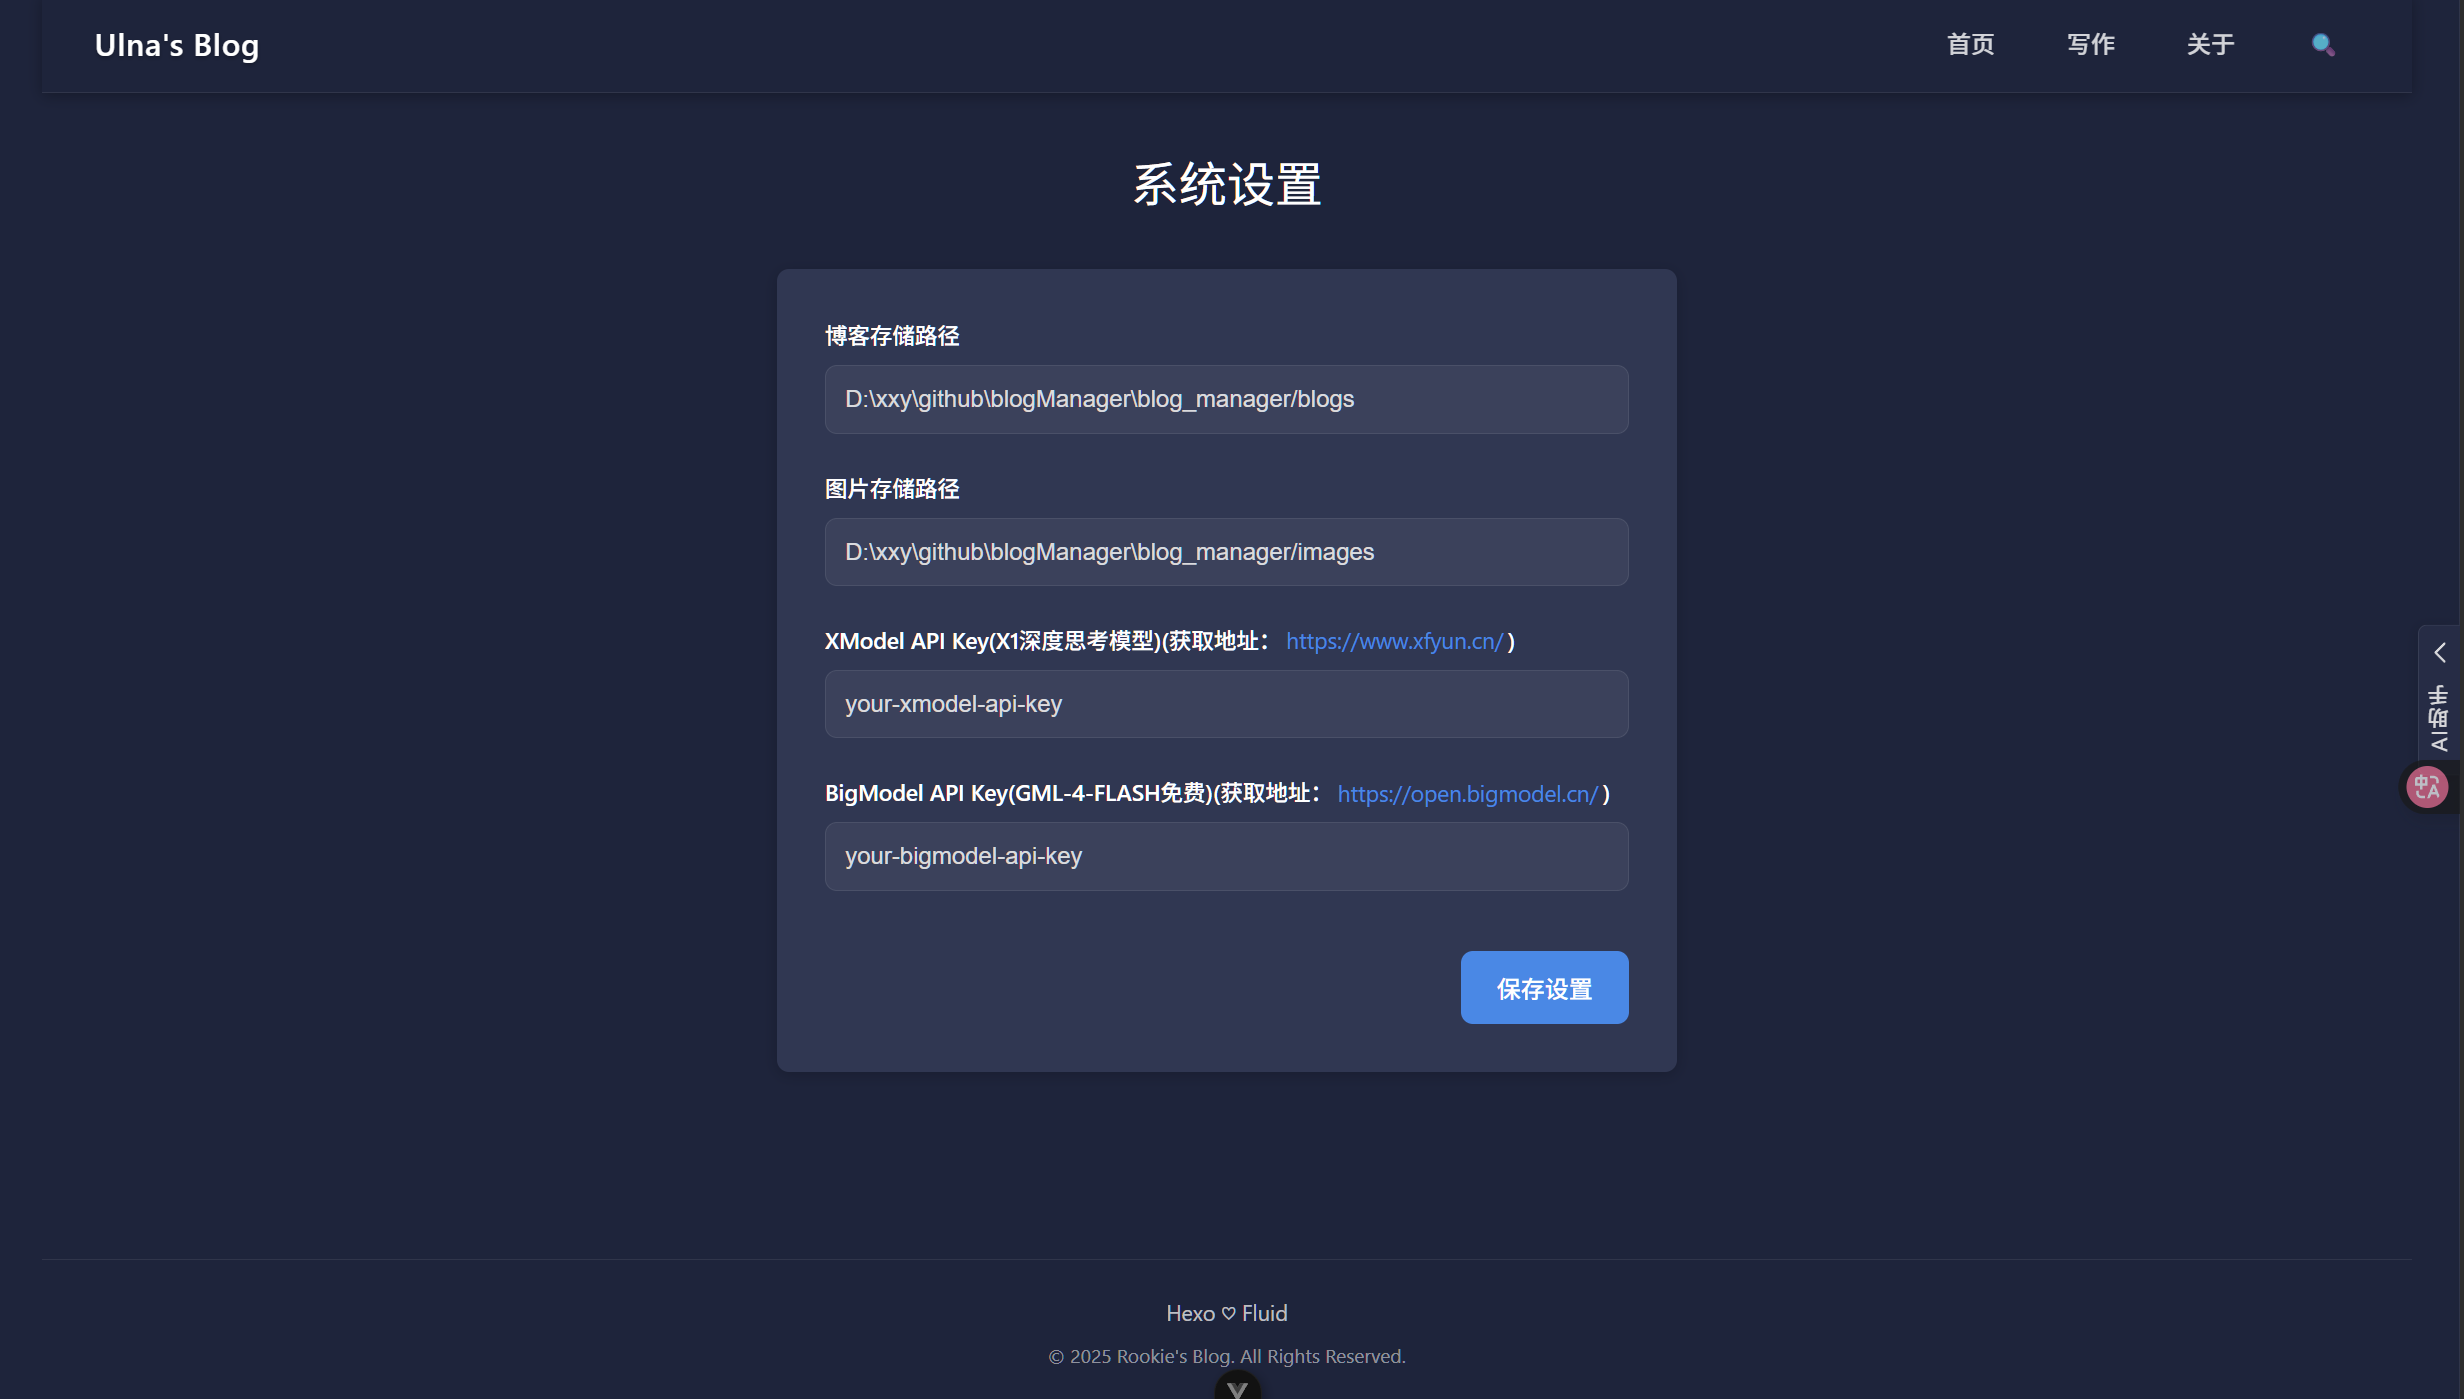 Ulna's Blog
首页 写作 关于
系统设置
博客存储路径
D:\xxy\github\blogManager\blog_manager/blogs
图片存储路径
D:\xxy\github\blogManager\blog_manager/images
XModel API Key(X1深度思考模型)(获取地址： https://www.xfyun.cn/ )
your-xmodel-api-key
BigModel API Key(GML-4-FLASH免费)(获取地址： https://open.bigmodel.cn/ )
your-bigmodel-api-key
保存设置
AI助手
中A
Hexo ♡ Fluid
© 2025 Rookie's Blog. All Rights Reserved.